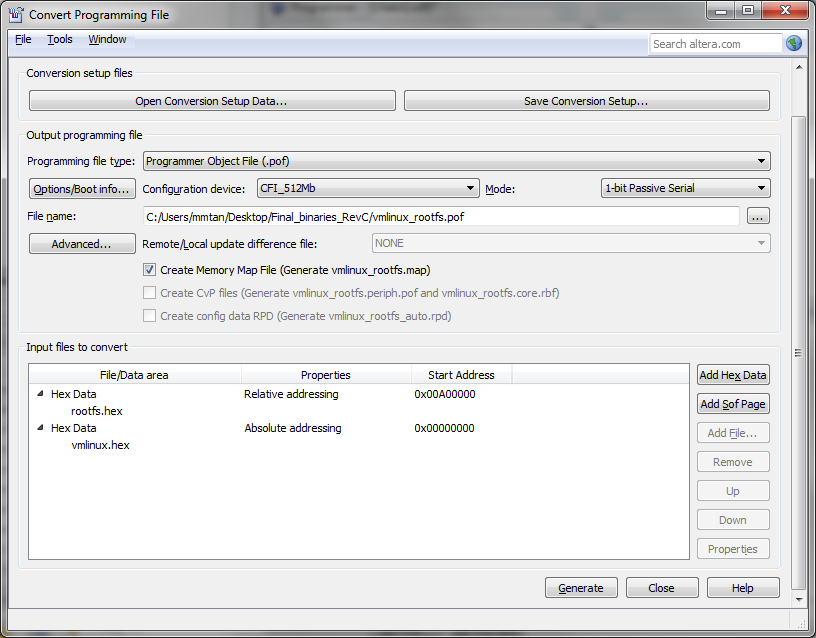 Convert Programming File
File Tools Window
Search altera.com
Conversion setup files
Open Conversion Setup Data... Save Conversion Setup...
Output programming file
Programming file type: Programmer Object File (.pof)
Options/Boot info... Configuration device: CFI_512Mb Mode: 1-bit Passive Serial
File name: C:/Users/mmtan/Desktop/Final_binaries_RevC/vmlinux_rootfs.pof ...
Advanced... Remote/Local update difference file: NONE
Create Memory Map File (Generate vmlinux_rootfs.map)
Create CvP files (Generate vmlinux_rootfs.periph.pof and vmlinux_rootfs.core.rbf)
Create config data RPD (Generate vmlinux_rootfs_auto.rpd)
Input files to convert
File/Data area Properties Start Address
Hex Data Relative addressing 0x00A00000
rootfs.hex
Hex Data Absolute addressing 0x00000000
vmlinux.hex
Add Hex Data
Add Sof Page
Add File...
Remove
Up
Down
Properties
Generate Close Help